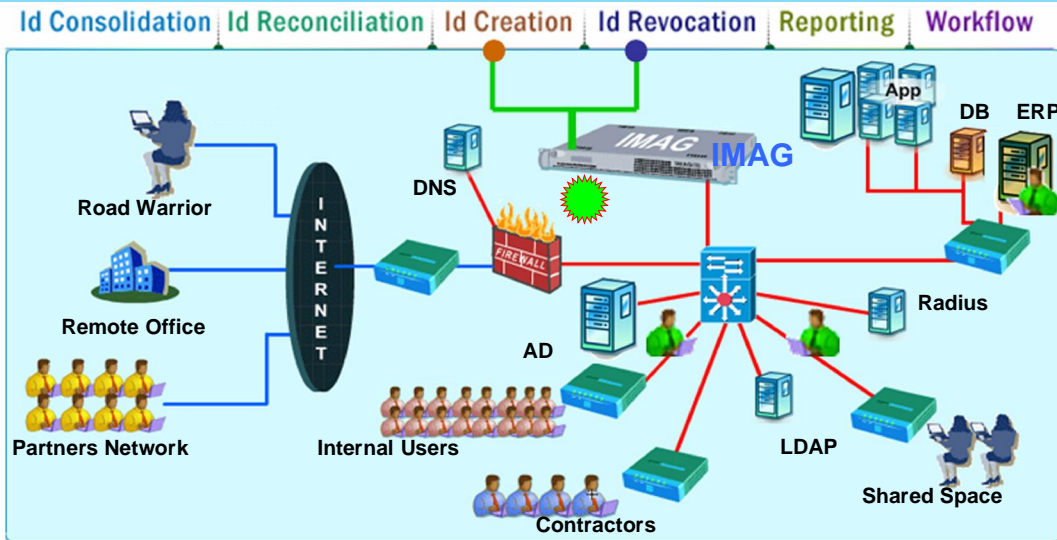 Id Consolidation
Id Reconciliation
Id Creation
Id Revocation
Reporting
Workflow
App
DB
ERP
IMAG
IMAG
DNS
Road Warrior
INTERNET
FIREWALL
Remote Office
Radius
AD
Partners Network
Internal Users
LDAP
Shared Space
Contractors